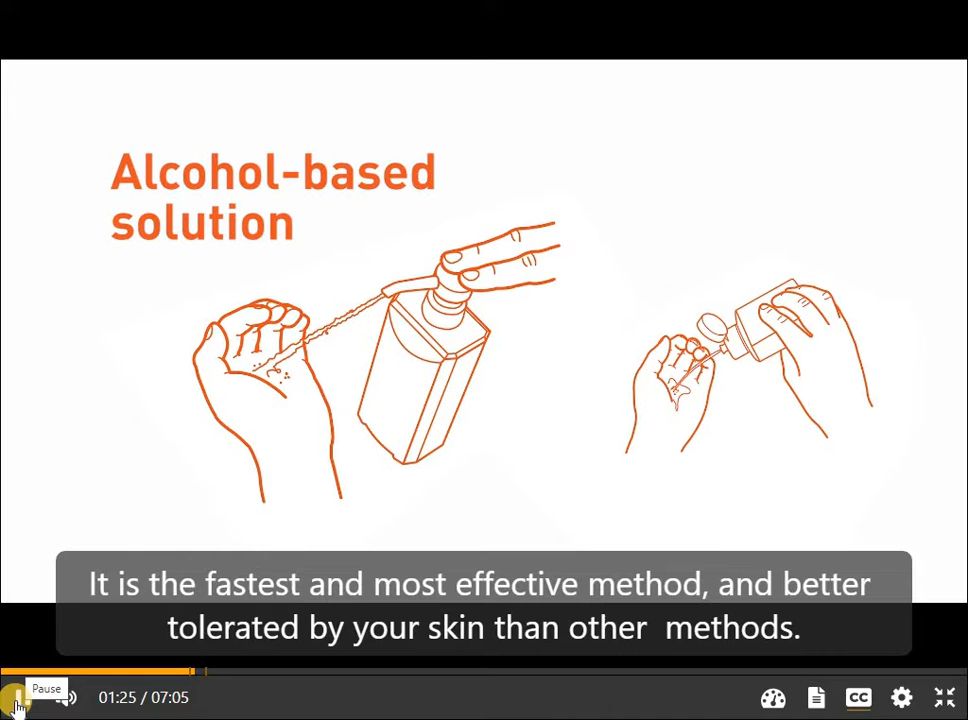 Alcohol-based
solution
It is the fastest and most effective method, and better
tolerated by your skin than other methods.
Pause
01:25 / 07:05
CC